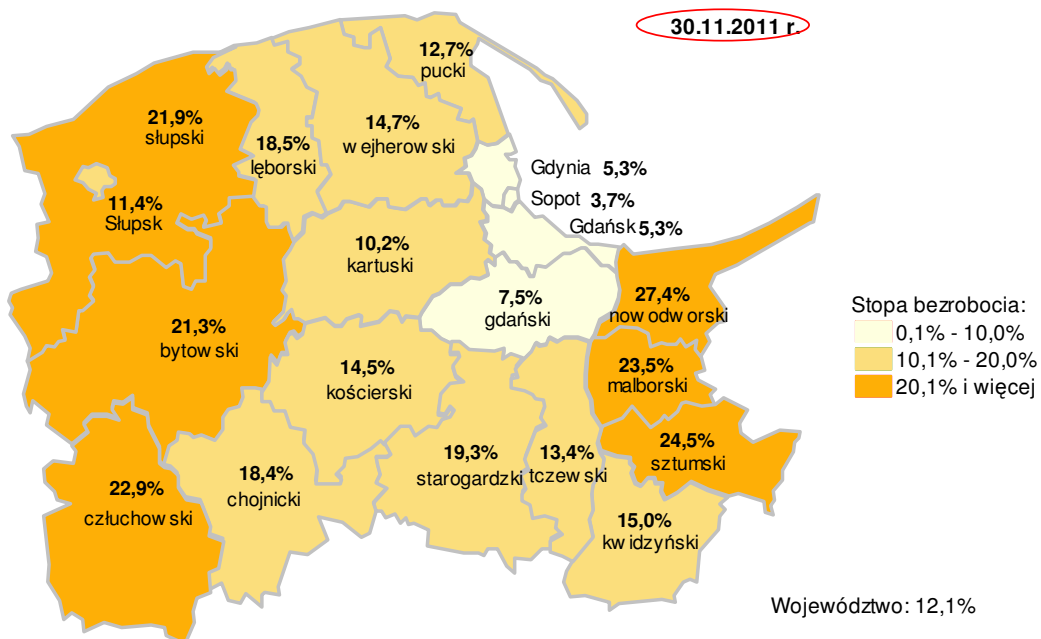 30.11.2011 r.
12,7%
pucki
21,9%
słupski
14,7%
wejherowski
18,5%
lęborski
Gdynia 5,3%
Sopot 3,7%
Gdańsk 5,3%
11,4%
Słupsk
10,2%
kartuski
7,5%
gdański
27,4%
nowodworski
21,3%
bytowski
14,5%
kościerski
23,5%
malborski
Stopa bezrobocia:
0,1% - 10,0%
10,1% - 20,0%
20,1% i więcej
24,5%
sztumski
19,3%
starogardzki
13,4%
tczewski
18,4%
chojnicki
22,9%
człuchowski
15,0%
kwidzyński
Województwo: 12,1%